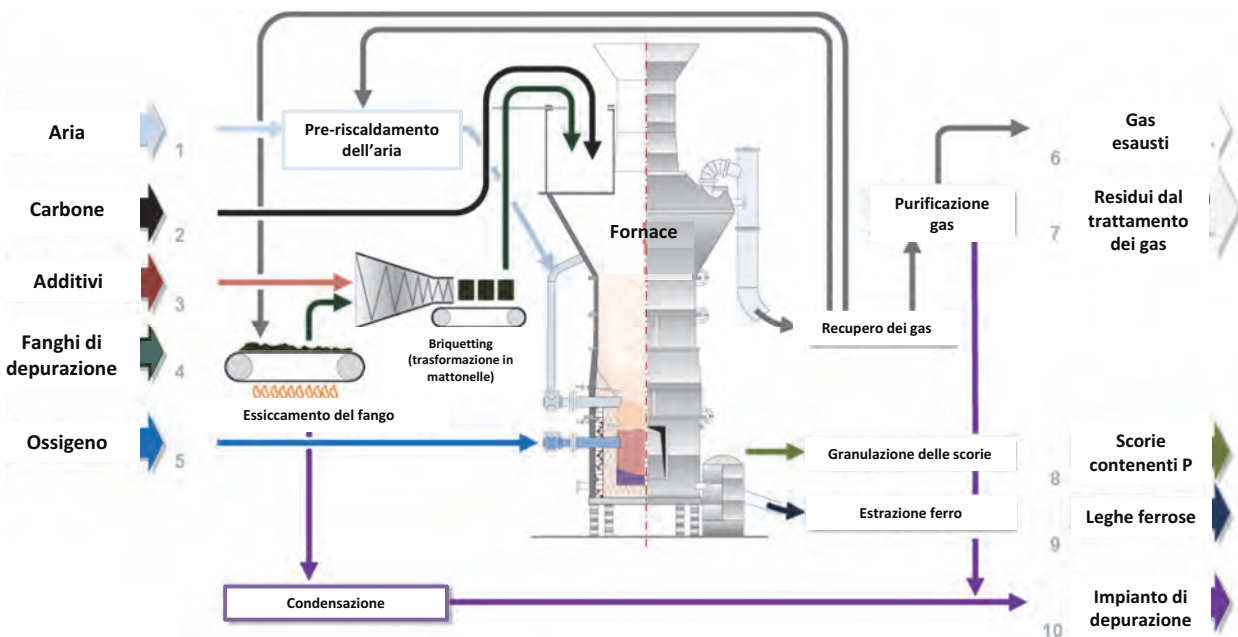 Aria
1
Pre-riscaldamento
dell'aria
Carbone
2
Additivi
3
Fanghi di
depurazione
4
Briquetting
(trasformazione in
mattonelle)
Essiccamento del fango
Ossigeno
5
Condensazione
Fornace
Purificazione
gas
Recupero dei gas
Granulazione delle scorie
Estrazione ferro
Gas
esausti
6
Residui dal
trattamento
dei gas
7
Scorie
contenenti P
8
Leghe ferrose
9
Impianto di
depurazione
10